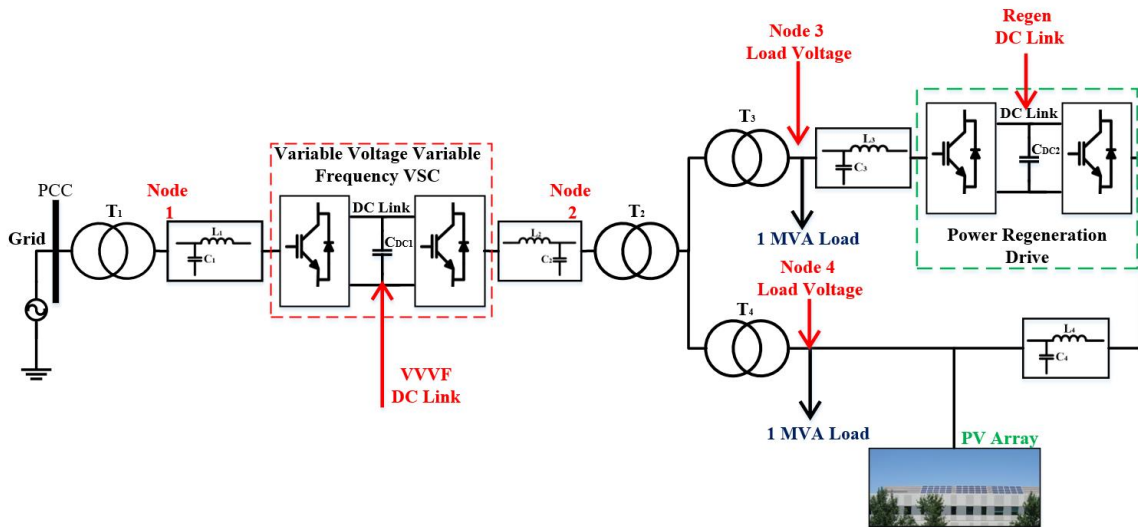 Node 3
Load Voltage
Regen
DC Link
T3
L3
C3
DC Link
CDC2
Power Regeneration
Drive
1 MVA Load
Variable Voltage Variable
Frequency VSC
PCC
Node
1
T1
Grid
L1
C1
DC Link
CDC1
Node
2
L2
C2
T2
Node 4
Load Voltage
T4
L4
C4
VVVF
DC Link
1 MVA Load
PV Array